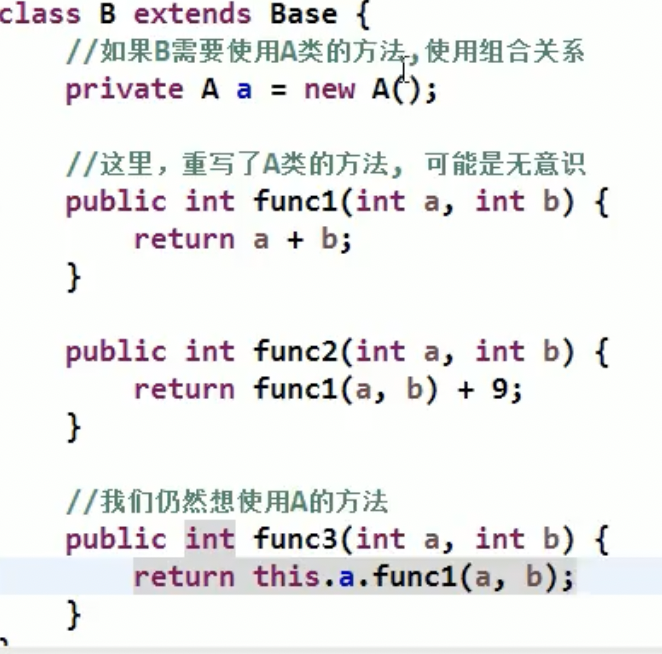 class B extends Base {
//如果B需要使用A类的方法,使用组合关系
private A a = new A();
//这里，重写了A类的方法, 可能是无意识
public int func1(int a, int b) {
return a + b;
}
public int func2(int a, int b) {
return func1(a, b) + 9;
}
//我们仍然想使用A的方法
public int func3(int a, int b) {
return this.a.func1(a, b);
}